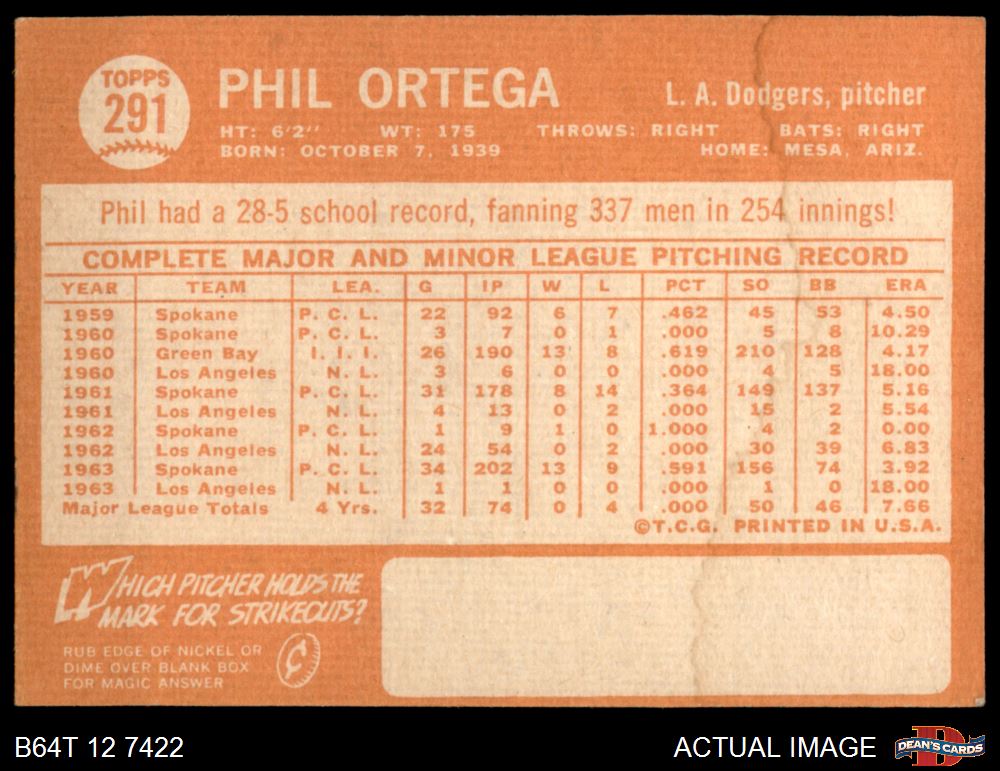 TOPPS
291
PHIL ORTEGA
L. A. Dodgers, pitcher
HT: 6'2" WT: 175 THROWS: RIGHT BATS: RIGHT
BORN: OCTOBER 7, 1939 HOME: MESA, ARIZ.
Phil had a 28-5 school record, fanning 337 men in 254 innings!
COMPLETE MAJOR AND MINOR LEAGUE PITCHING RECORD
YEAR TEAM LEA. G IP W L PCT SO BB ERA
1959 Spokane P. C. L. 22 92 6 7 .462 45 53 4.50
1960 Spokane P. C. L. 3 7 0 1 .000 5 8 10.29
1960 Green Bay I. I. I. 26 190 13 8 .619 210 128 4.17
1960 Los Angeles N. L. 3 6 0 0 .000 4 5 18.00
1961 Spokane P. C. L. 31 178 8 14 .364 149 137 5.16
1961 Los Angeles N. L. 4 13 0 2 .000 15 2 5.54
1962 Spokane P. C. L. 1 9 1 0 1.000 4 2 0.00
1962 Los Angeles N. L. 24 54 0 2 .000 30 39 6.83
1963 Spokane P. C. L. 34 202 13 9 .591 156 74 3.92
1963 Los Angeles N. L. 1 1 0 0 .000 1 0 18.00
Major League Totals 4 Yrs. 32 74 0 4 .000 50 46 7.66
©T.C.G. PRINTED IN U.S.A.
WHICH PITCHER HOLDS THE
MARK FOR STRIKEOUTS?
RUB EDGE OF NICKEL OR
DIME OVER BLANK BOX
FOR MAGIC ANSWER
¢
B64T 12 7422
ACTUAL IMAGE
D
DEAN'S CARDS